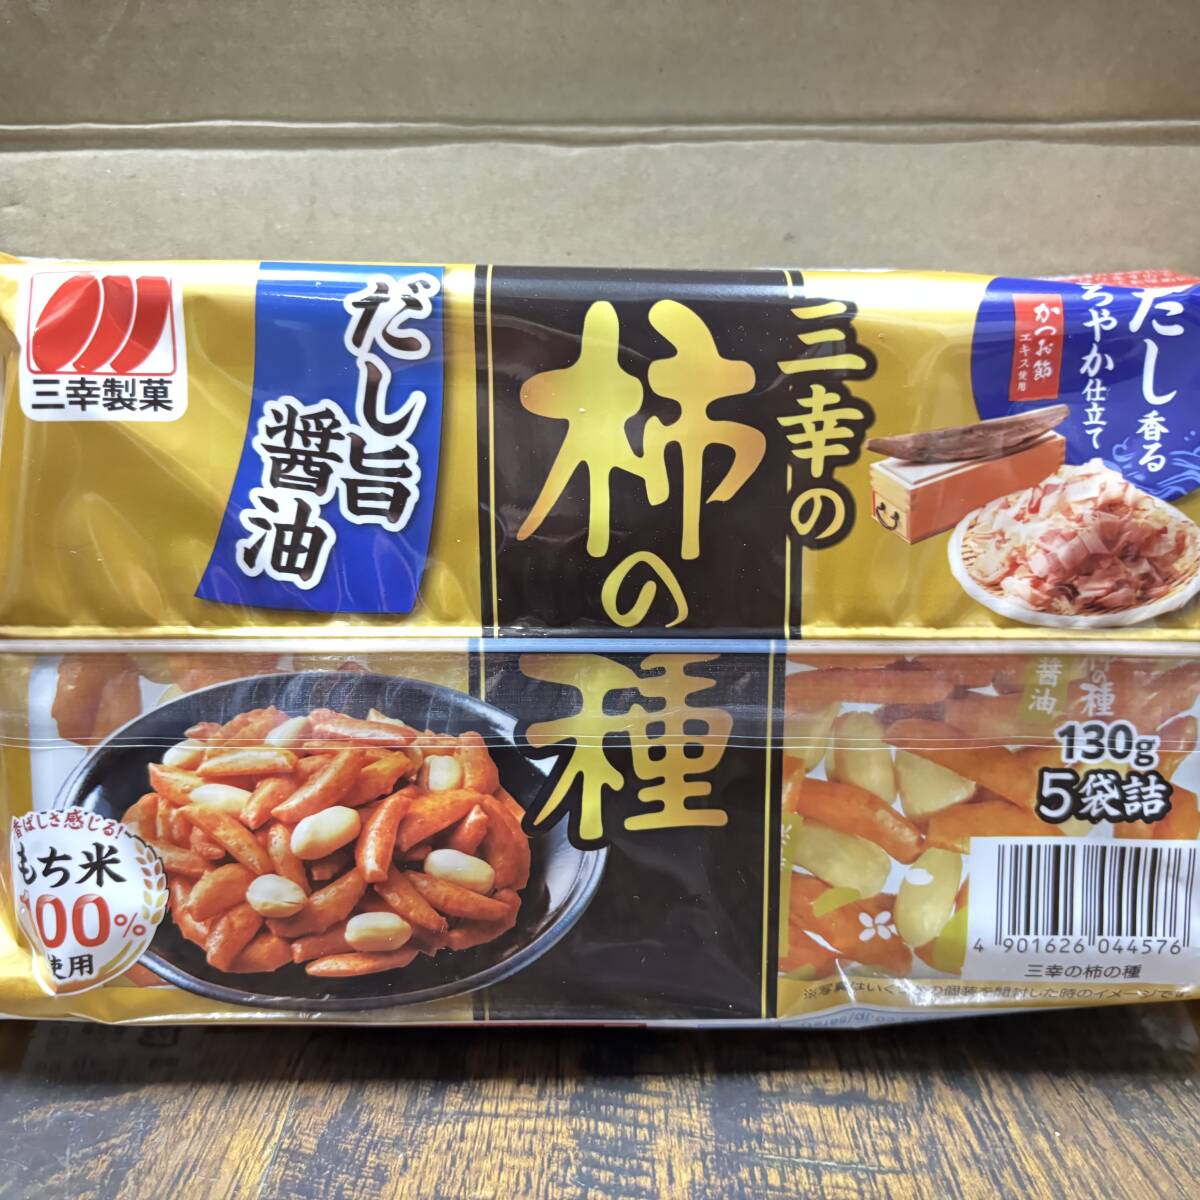 三幸製菓
だし旨
醤油
三幸の
柿の種
だし香る
まろやか仕立て
かつお節
エキス使用
香ばしさ感じる!
もち米
100%
使用
の種
醤油
130g
5袋詰
4 901626 044576
三幸の柿の種